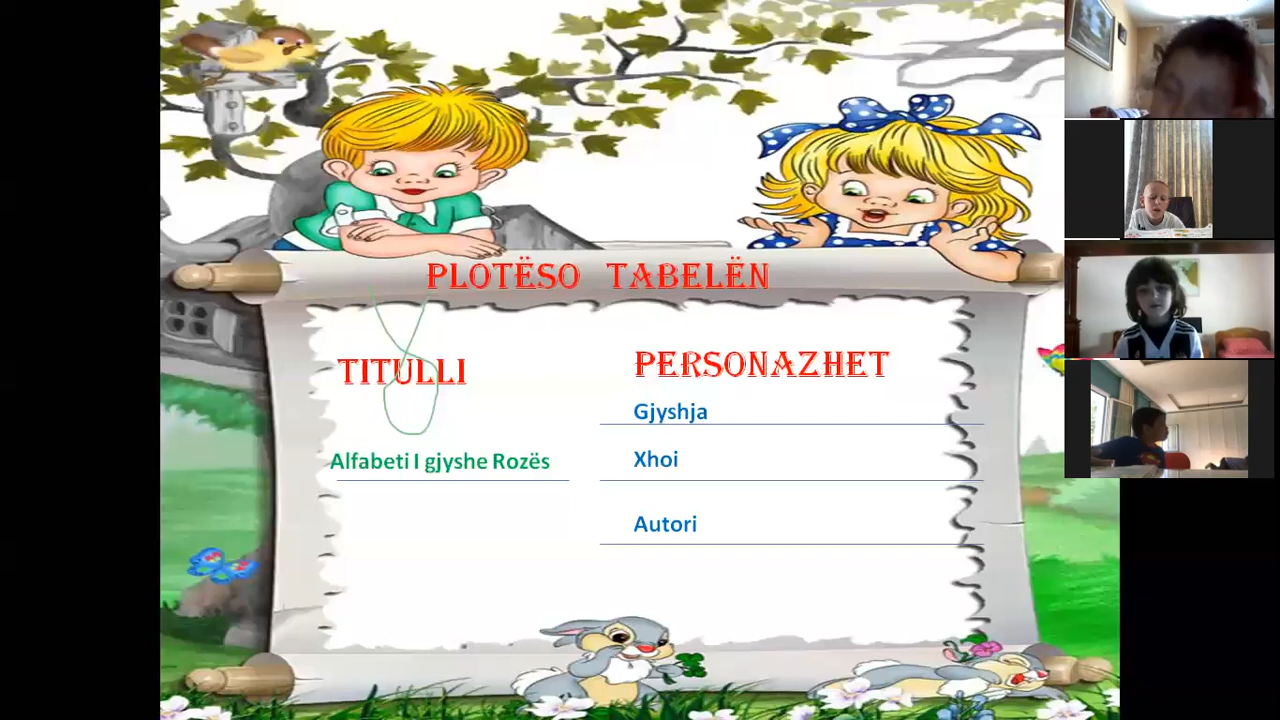 PLOTËSO TABELËN
TITULLI
PERSONAZHET
Gjyshja
Alfabeti I gjyshe Rozës
Xhoi
Autori